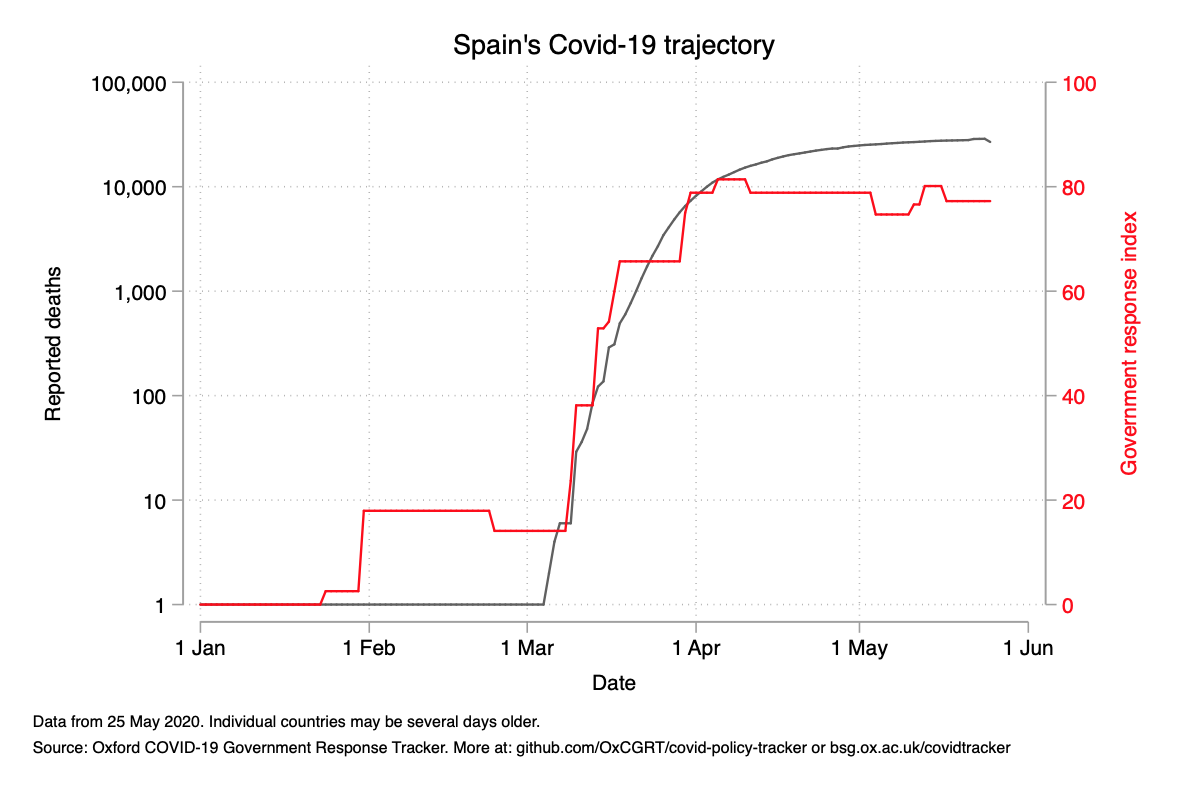 Spain's Covid-19 trajectory
100,000
10,000
1,000
100
10
1
Reported deaths
100
80
60
40
20
0
Government response index
1 Jan
1 Feb
1 Mar
1 Apr
1 May
1 Jun
Date
Data from 25 May 2020. Individual countries may be several days older.
Source: Oxford COVID-19 Government Response Tracker. More at: github.com/OxCGRT/covid-policy-tracker or bsg.ox.ac.uk/covidtracker